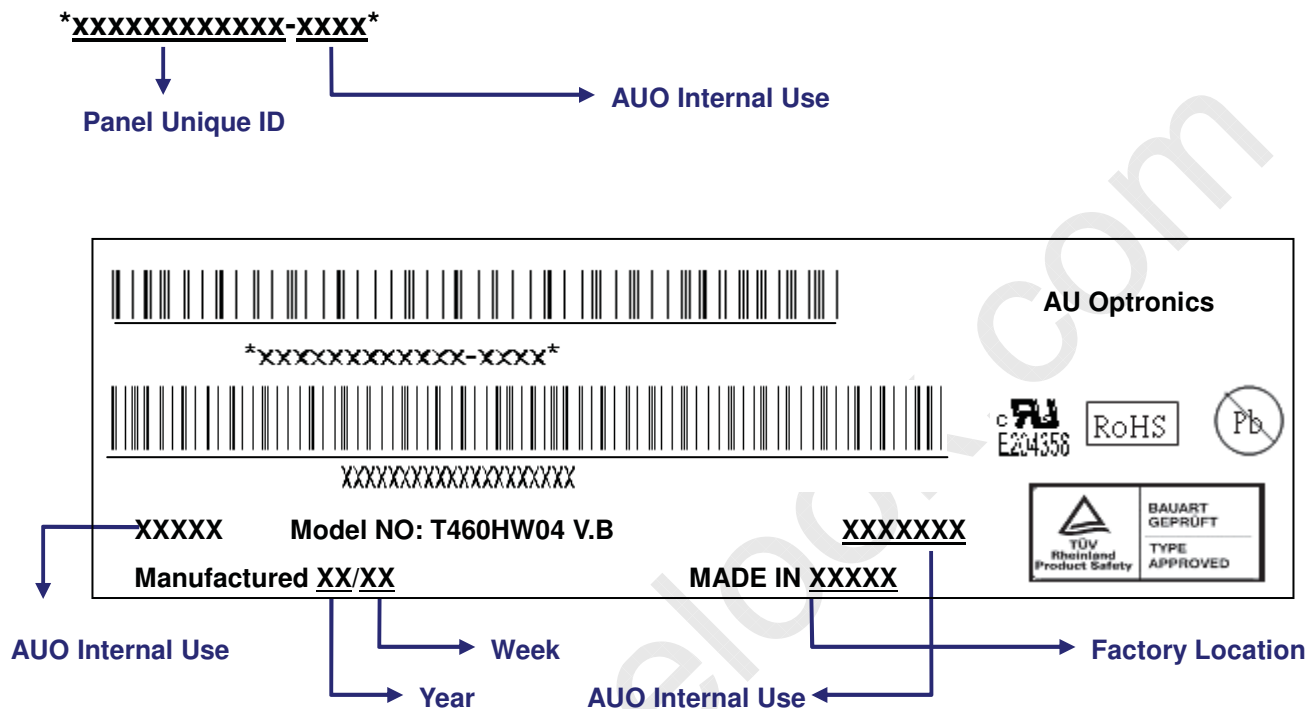 *xxxxxxxxxxxx-xxxx*
AUO Internal Use
Panel Unique ID
AU Optronics
*xxxxxxxxxxxx-xxxx*
c
E204356
RoHS
Pb
XXXXXXXXXXXXXXXXXXXX
XXXXX Model NO: T460HW04 V.B XXXXXXX
Manufactured XX/XX MADE IN XXXXX
TÜV
Rheinland
Product Safety
BAUART
GEPRÜFT
TYPE
APPROVED
AUO Internal Use
Week
Factory Location
Year
AUO Internal Use